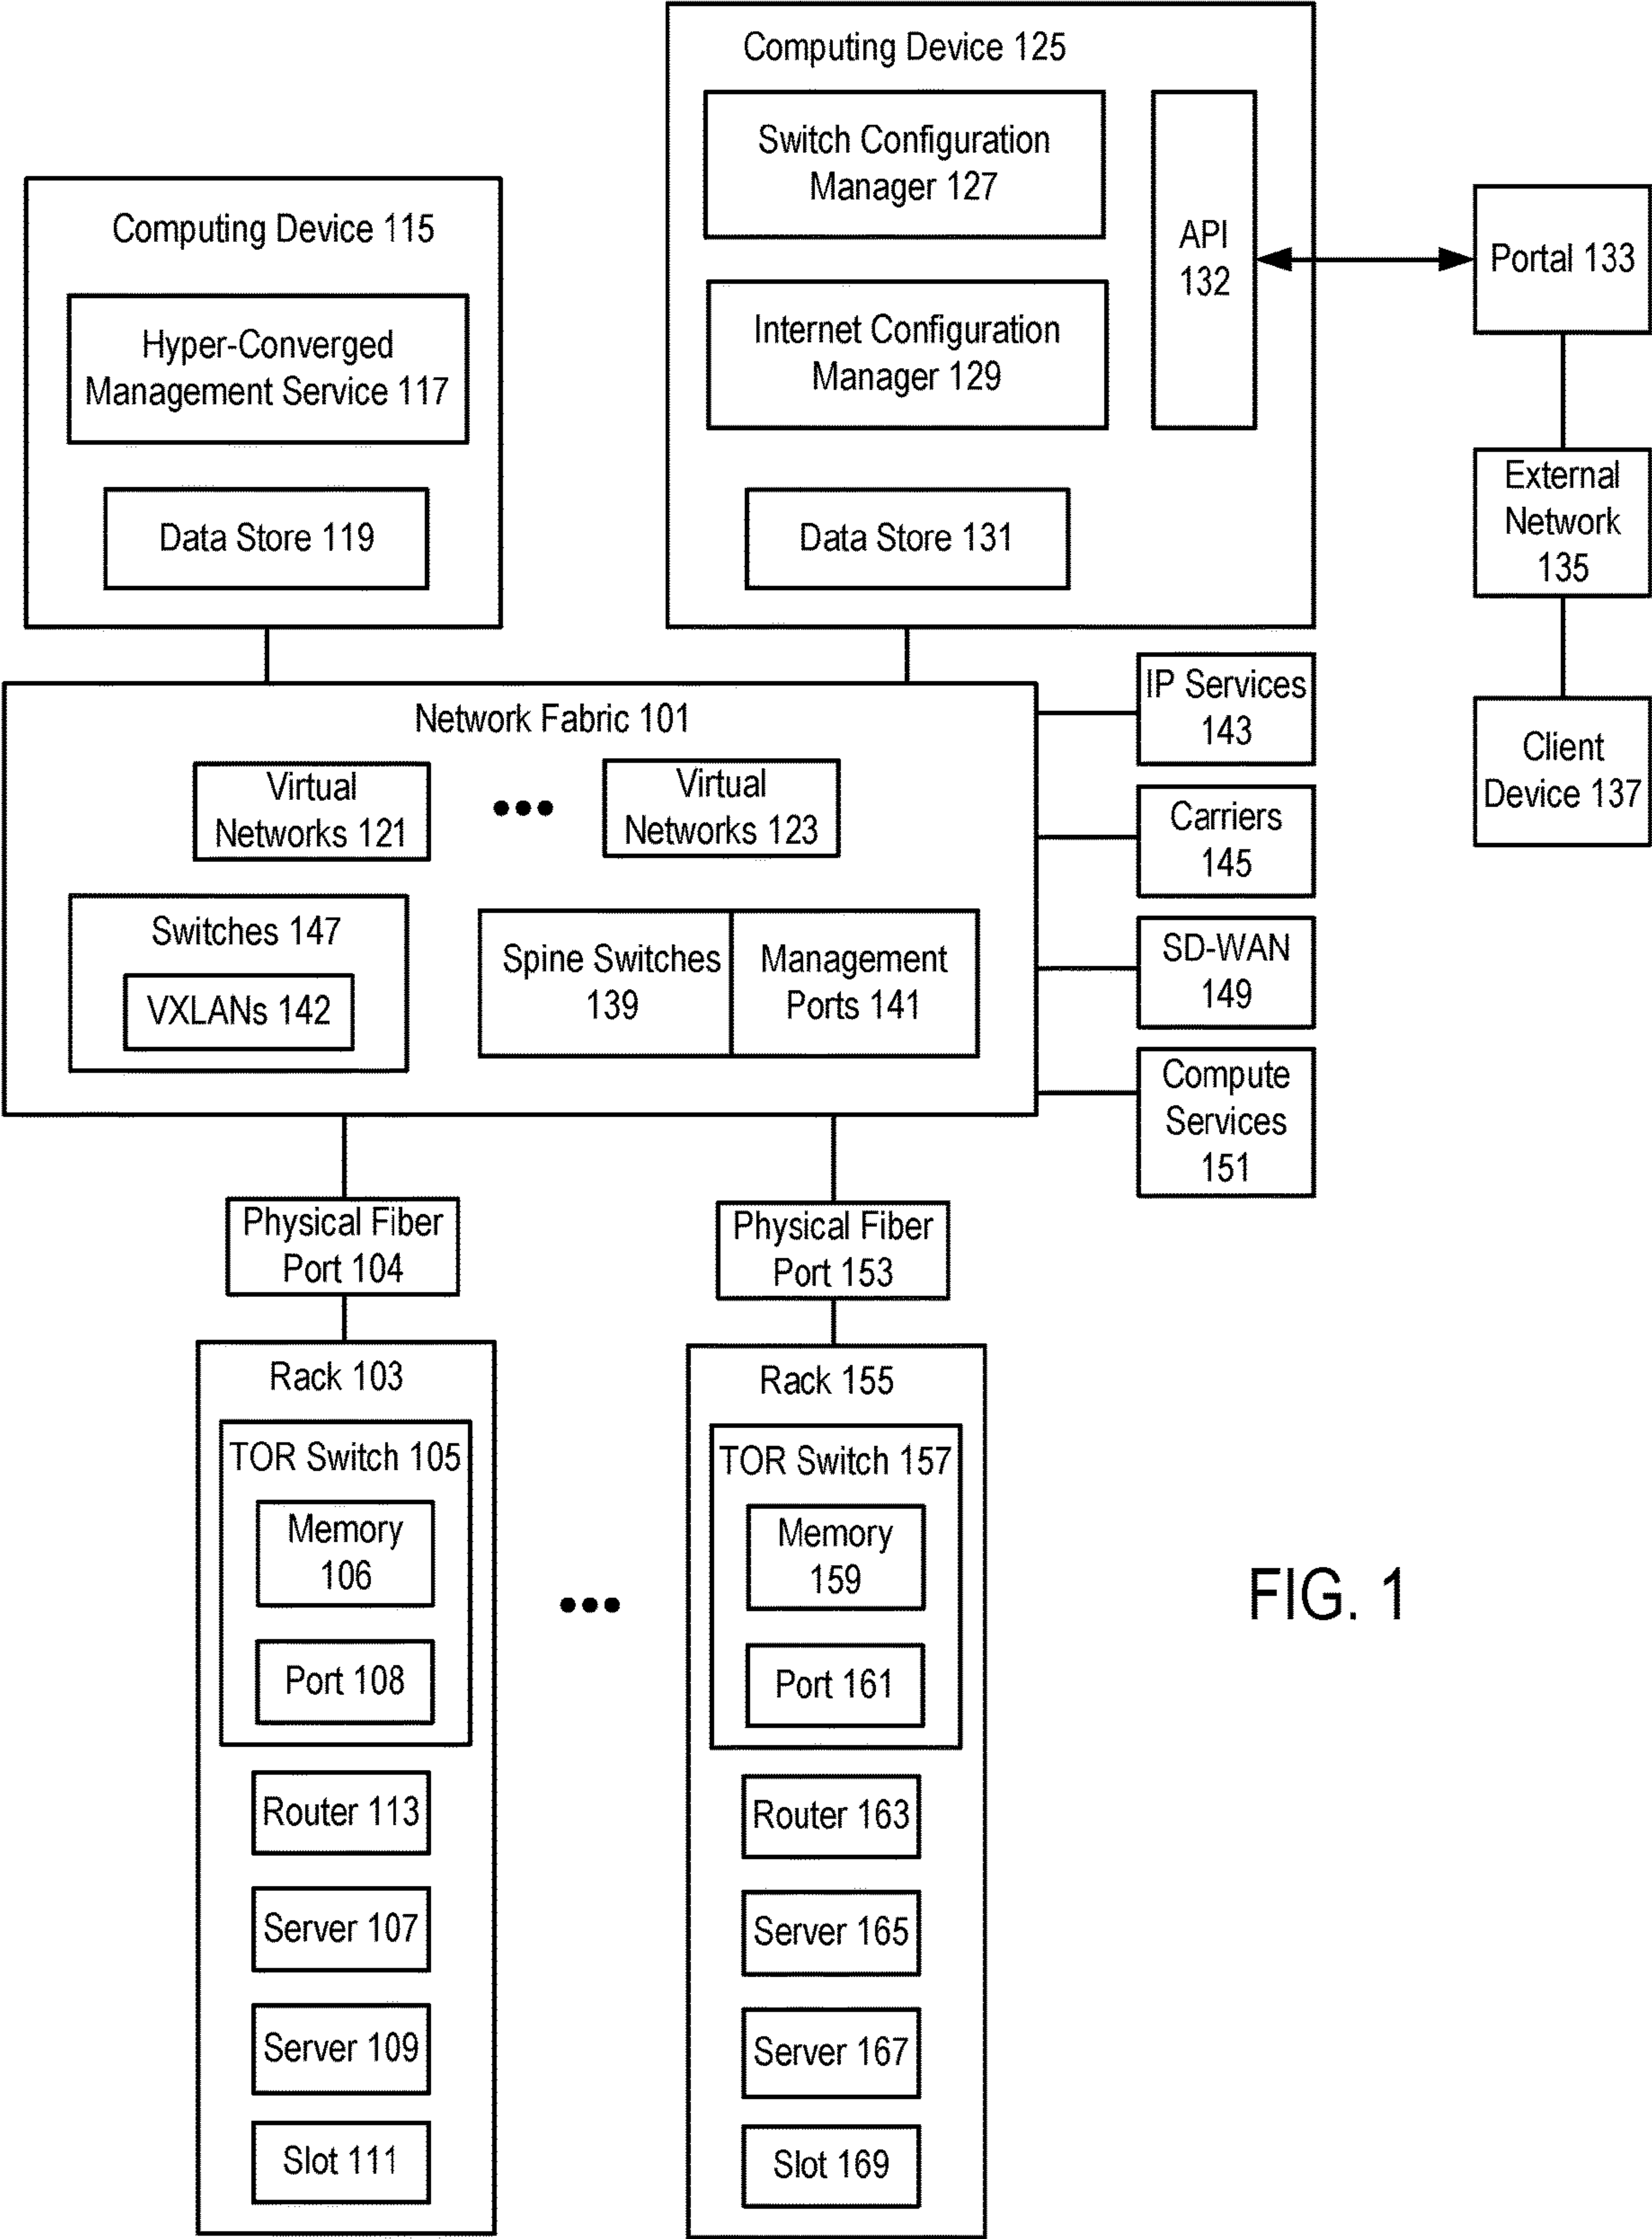 Computing Device 125
Switch Configuration
Manager 127
Internet Configuration
Manager 129
API
132
Data Store 131
Computing Device 115
Hyper-Converged
Management Service 117
Data Store 119
Portal 133
External
Network
135
Client
Device 137
Network Fabric 101
Virtual
Networks 121
Virtual
Networks 123
Switches 147
VXLANs 142
Spine Switches
139
Management
Ports 141
IP Services
143
Carriers
145
SD-WAN
149
Compute
Services
151
Physical Fiber
Port 104
Physical Fiber
Port 153
Rack 103
TOR Switch 105
Memory
106
Port 108
Router 113
Server 107
Server 109
Slot 111
Rack 155
TOR Switch 157
Memory
159
Port 161
Router 163
Server 165
Server 167
Slot 169
FIG. 1